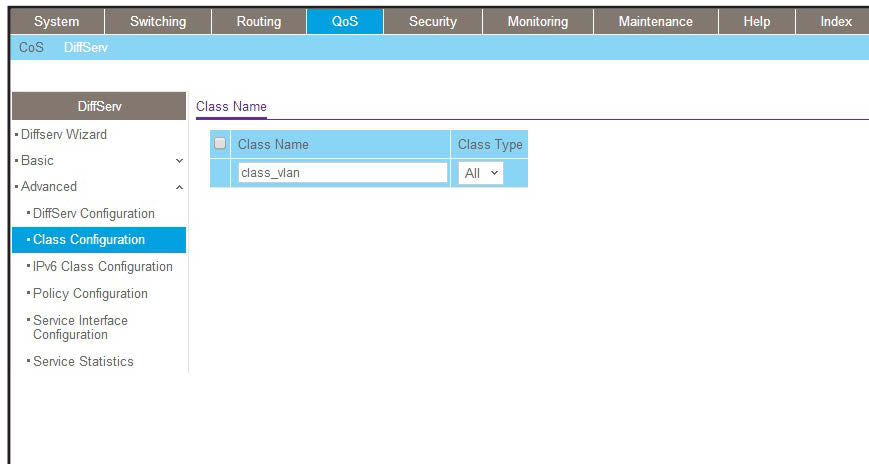 System Switching Routing QoS Security Monitoring Maintenance Help Index
CoS DiffServ
DiffServ
Diffserv Wizard
Basic
Advanced
DiffServ Configuration
Class Configuration
IPv6 Class Configuration
Policy Configuration
Service Interface
Configuration
Service Statistics
Class Name
Class Name Class Type
class_vlan All